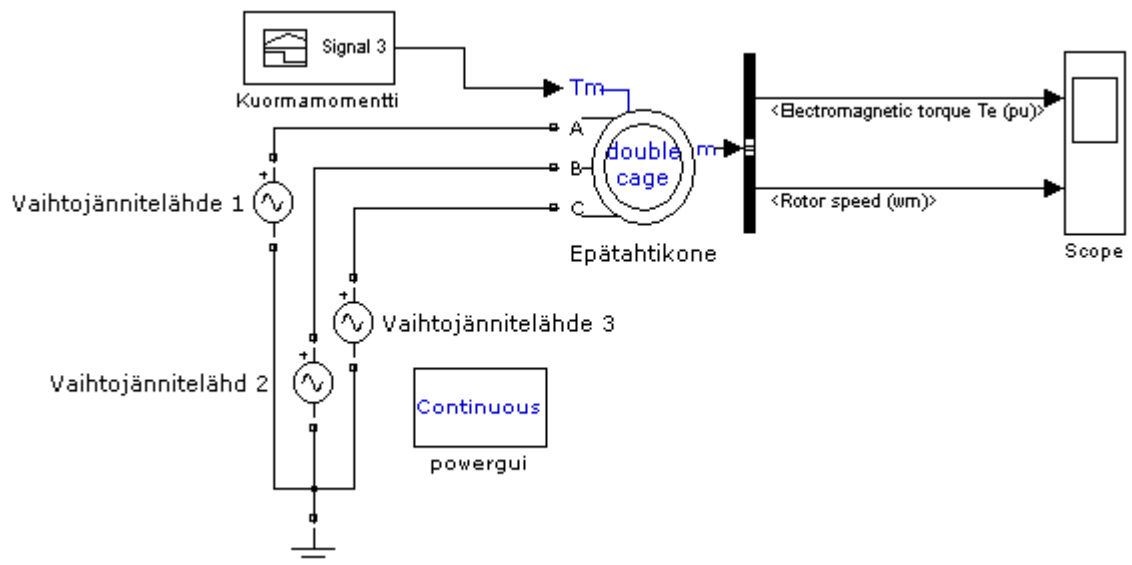 Signal 3
Kuormamomentti
Tm
A
B
C
double
cage
m
Epätahtikone
<Electromagnetic torque Te (pu)>
<Rotor speed (wm)>
Scope
Vaihtojännitelähde 1
+
Vaihtojännitelähde 3
+
Vaihtojännitelähd 2
+
Continuous
powergui